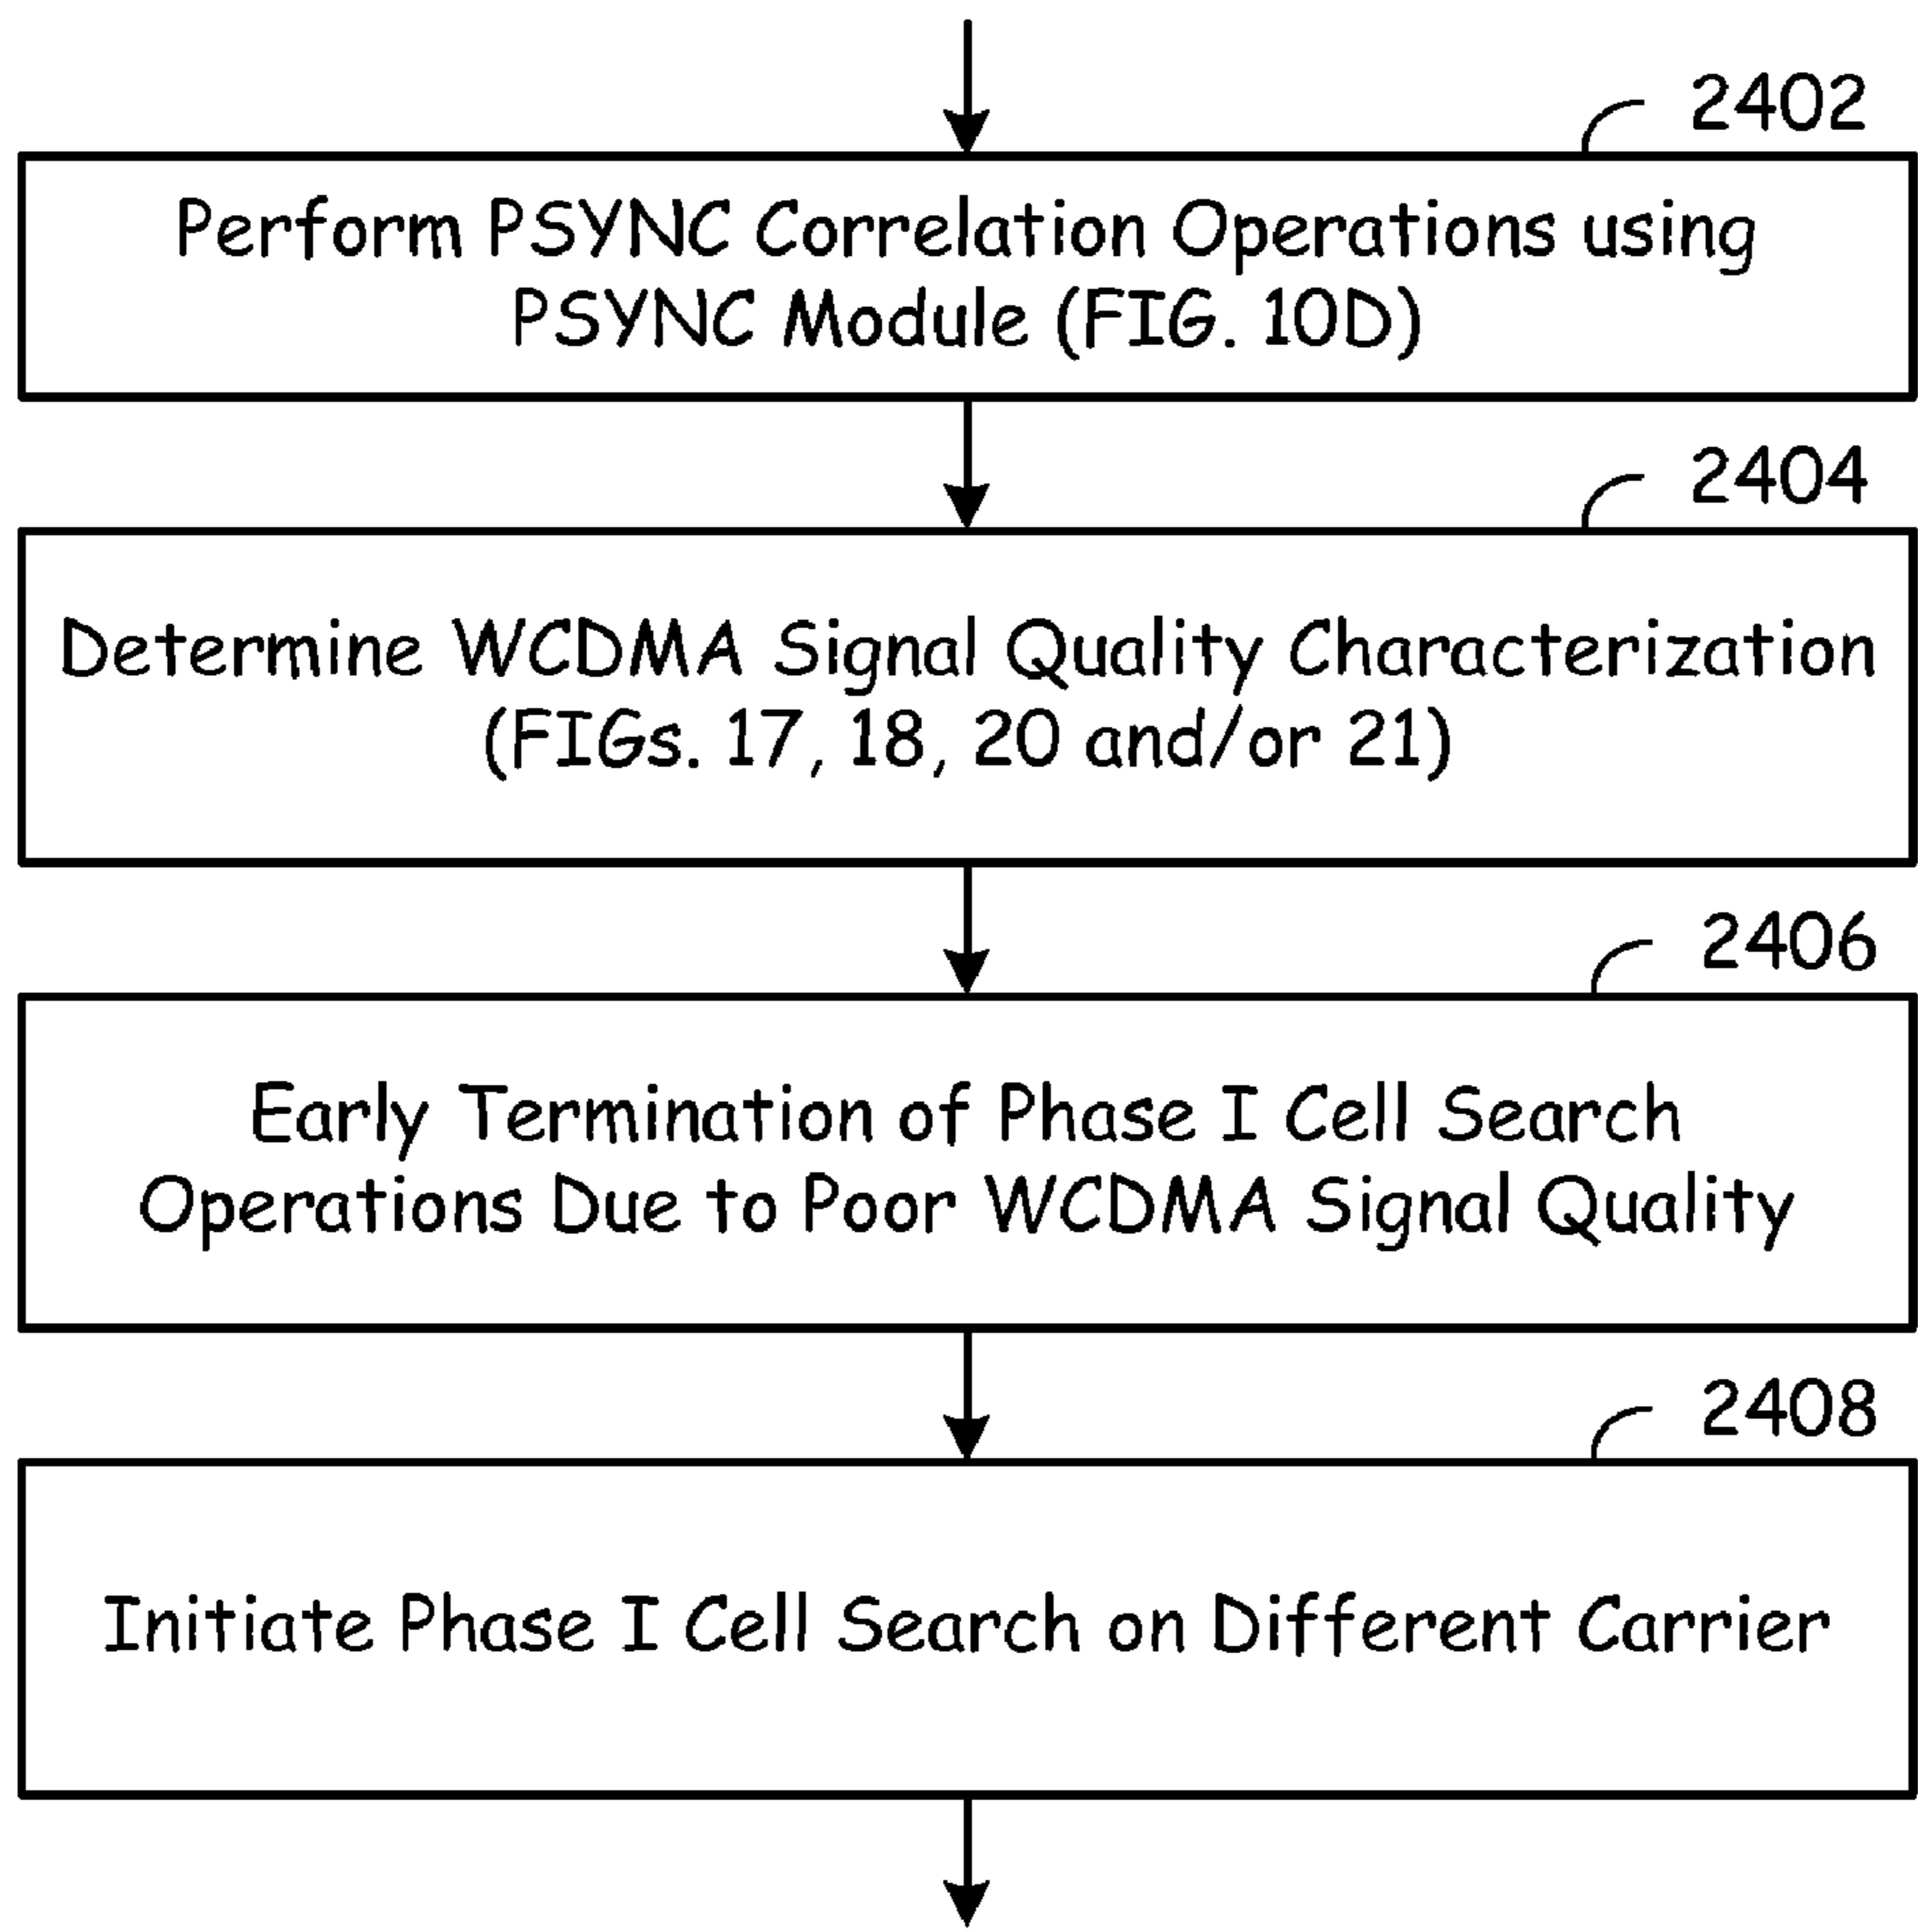 2402
Perform PSYNC Correlation Operations using
PSYNC Module (FIG. 10D)
2404
Determine WCDMA Signal Quality Characterization
(FIGs. 17, 18, 20 and/or 21)
2406
Early Termination of Phase I Cell Search
Operations Due to Poor WCDMA Signal Quality
2408
Initiate Phase I Cell Search on Different Carrier